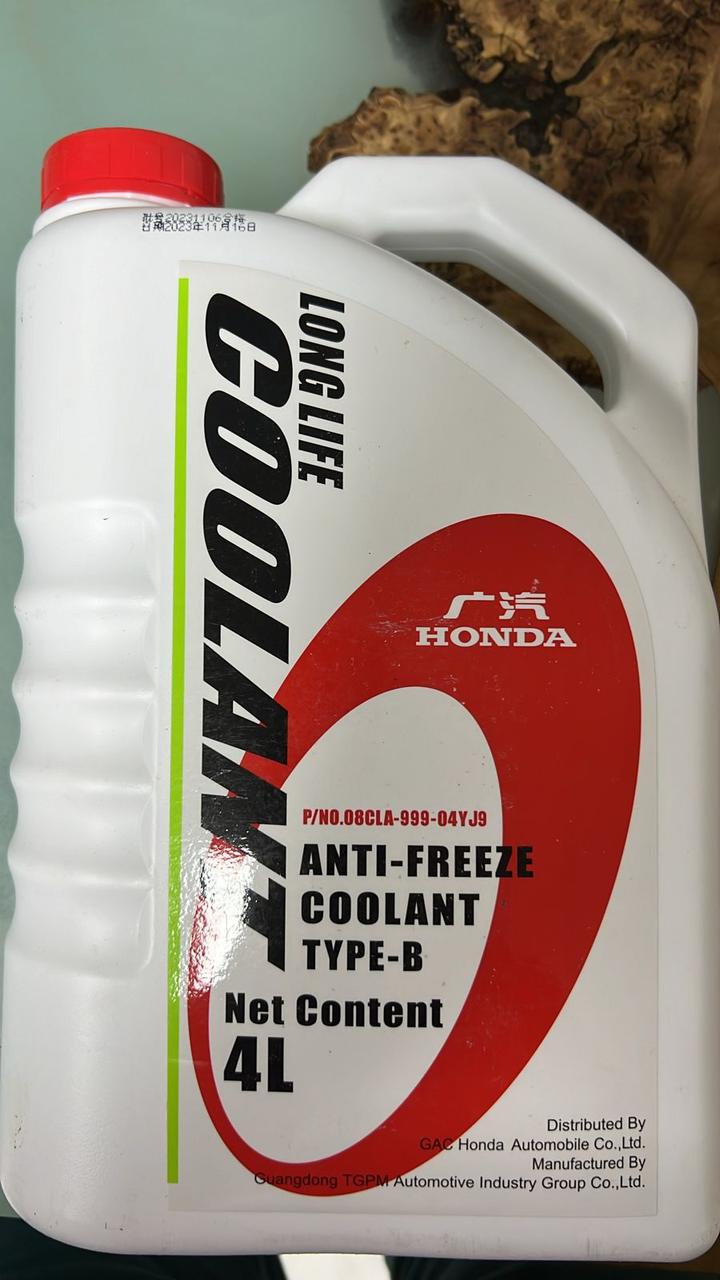 批号20231106合格
日期2023年11月16日
LONG LIFE
COOLANT
广汽
HONDA
P/NO.08CLA-999-04YJ9
ANTI-FREEZE
COOLANT
TYPE-B
Net Content
4L
Distributed By
GAC Honda Automobile Co.,Ltd.
Manufactured By
Guangdong TGPM Automotive Industry Group Co.,Ltd.